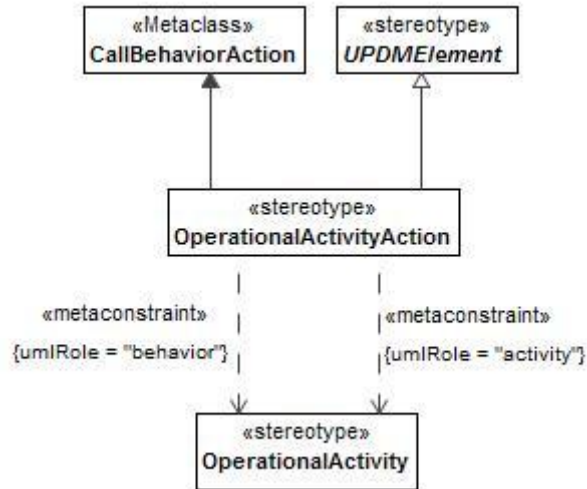 «Metaclass»
CallBehaviorAction
«stereotype»
UPDMElement
«stereotype»
OperationalActivityAction
«metaconstraint»
{umlRole = "behavior"}
«metaconstraint»
{umlRole = "activity"}
«stereotype»
OperationalActivity